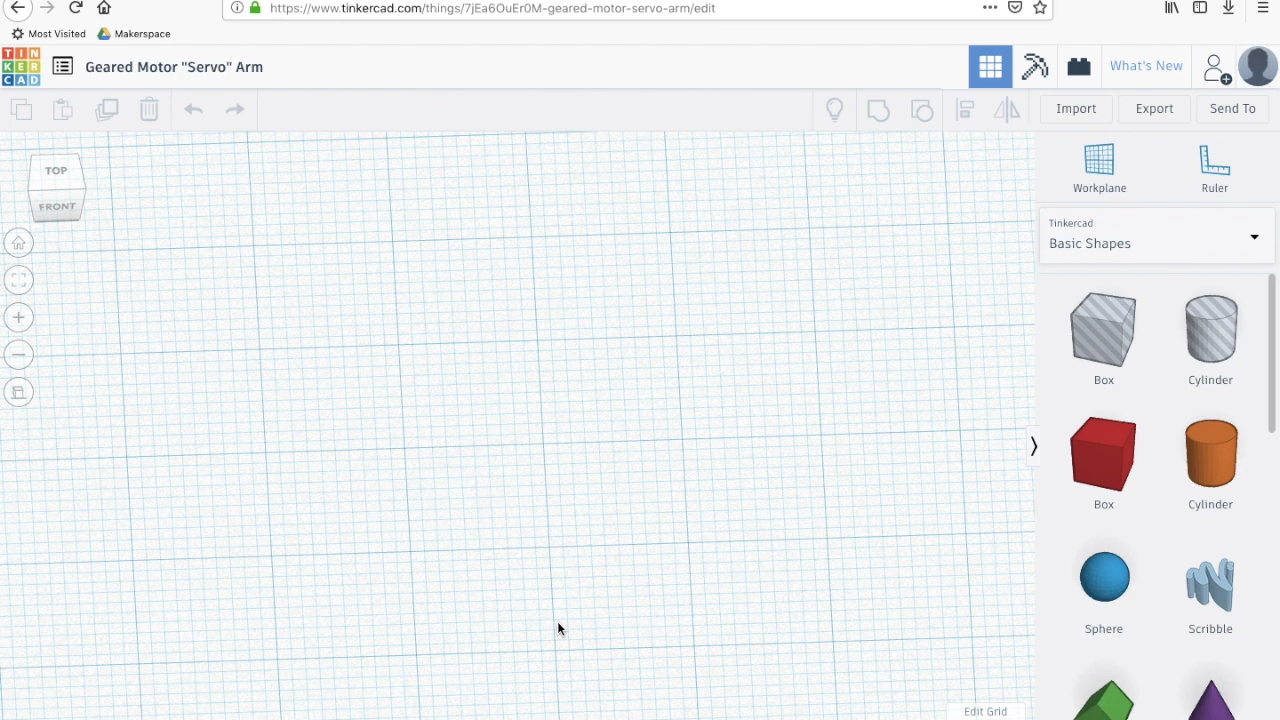 https://www.tinkercad.com/things/7jEa6OuEr0M-geared-motor-servo-arm/edit
Most Visited
Makerspace
TIN
KER
CAD
Geared Motor "Servo" Arm
What's New
Import
Export
Send To
TOP
FRONT
Workplane
Ruler
Tinkercad
Basic Shapes
Box
Cylinder
Box
Cylinder
Sphere
Scribble
Edit Grid